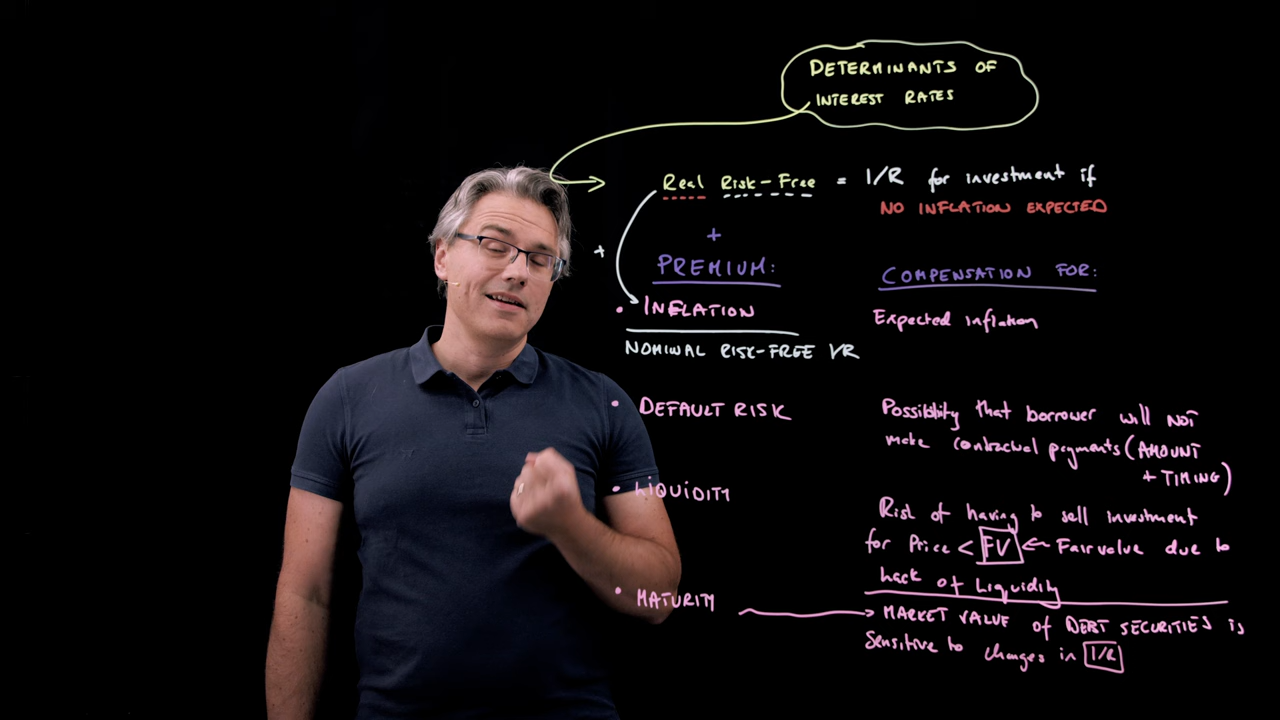 DETERMINANTS OF
INTEREST RATES
Real Risk-Free = I/R for investment if
NO INFLATION EXPECTED
+
+
PREMIUM:
COMPENSATION FOR:
• INFLATION
Expected inflation
NOMINAL RISK-FREE I/R
• DEFAULT RISK
Possibility that borrower will NOT
make contractual payments (AMOUNT
+ TIMING)
• LIQUIDITY
Risk of having to sell investment
for Price < FV ← Fair value due to
lack of Liquidity
• MATURITY
MARKET VALUE of DEBT SECURITIES is
sensitive to changes in I/R